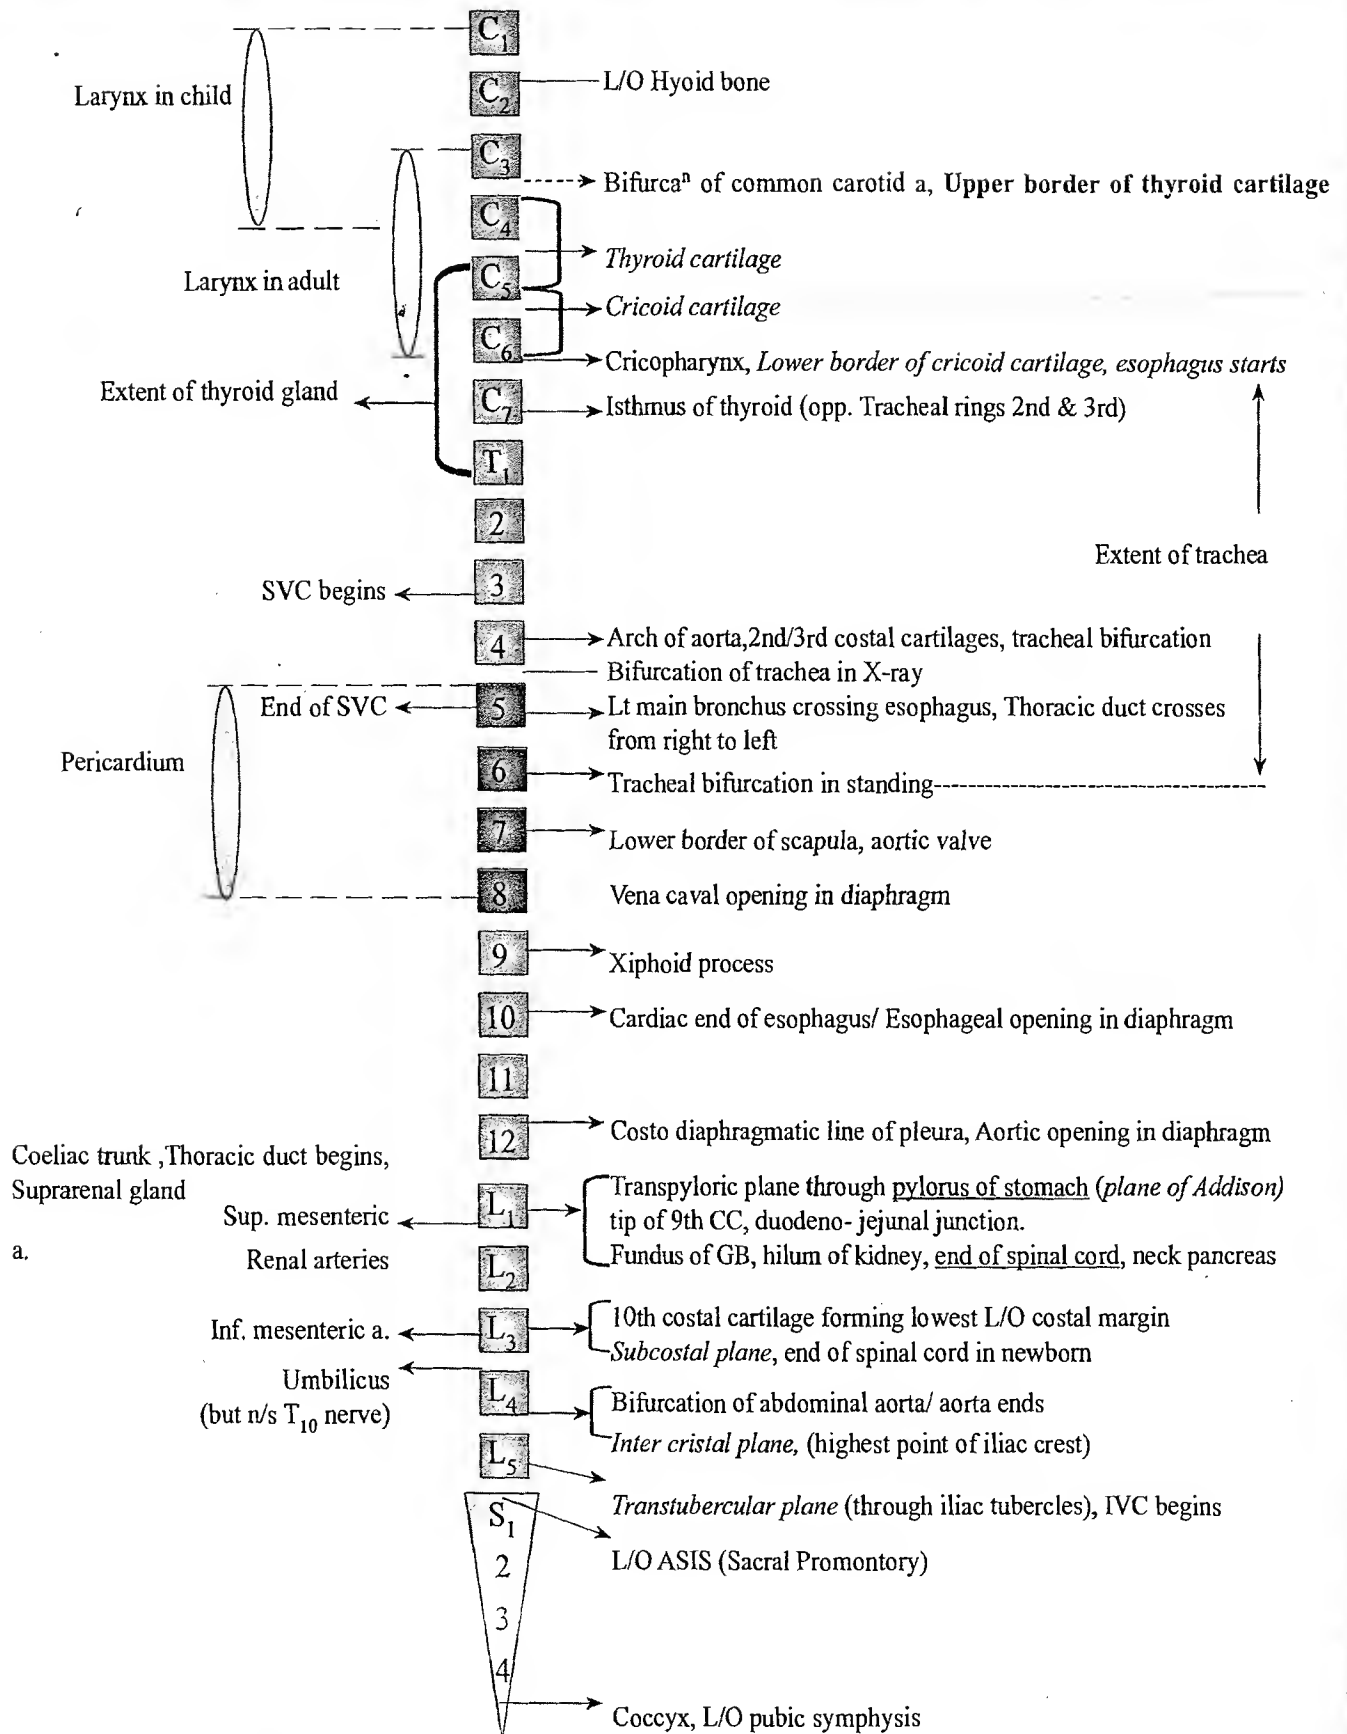 C1
C2
L/O Hyoid bone
Larynx in child
C3
Bifurcaⁿ of common carotid a, Upper border of thyroid cartilage
C4
Thyroid cartilage
Larynx in adult
C5
Cricoid cartilage
C6
Cricopharynx, Lower border of cricoid cartilage, esophagus starts
Extent of thyroid gland
C7
Isthmus of thyroid (opp. Tracheal rings 2nd & 3rd)
T1
2
Extent of trachea
SVC begins
3
4
Arch of aorta,2nd/3rd costal cartilages, tracheal bifurcation
Bifurcation of trachea in X-ray
End of SVC
5
Lt main bronchus crossing esophagus, Thoracic duct crosses
from right to left
Pericardium
6
Tracheal bifurcation in standing
7
Lower border of scapula, aortic valve
8
Vena caval opening in diaphragm
9
Xiphoid process
10
Cardiac end of esophagus/ Esophageal opening in diaphragm
11
12
Costo diaphragmatic line of pleura, Aortic opening in diaphragm
Coeliac trunk ,Thoracic duct begins,
Suprarenal gland
Sup. mesenteric
a.
L1
Transpyloric plane through pylorus of stomach (plane of Addison)
tip of 9th CC, duodeno- jejunal junction.
Fundus of GB, hilum of kidney, end of spinal cord, neck pancreas
Renal arteries
L2
Inf. mesenteric a.
L3
10th costal cartilage forming lowest L/O costal margin
Subcostal plane, end of spinal cord in newborn
Umbilicus
(but n/s T10 nerve)
L4
Bifurcation of abdominal aorta/ aorta ends
Inter cristal plane, (highest point of iliac crest)
L5
Transtubercular plane (through iliac tubercles), IVC begins
S1
L/O ASIS (Sacral Promontory)
2
3
4
Coccyx, L/O pubic symphysis